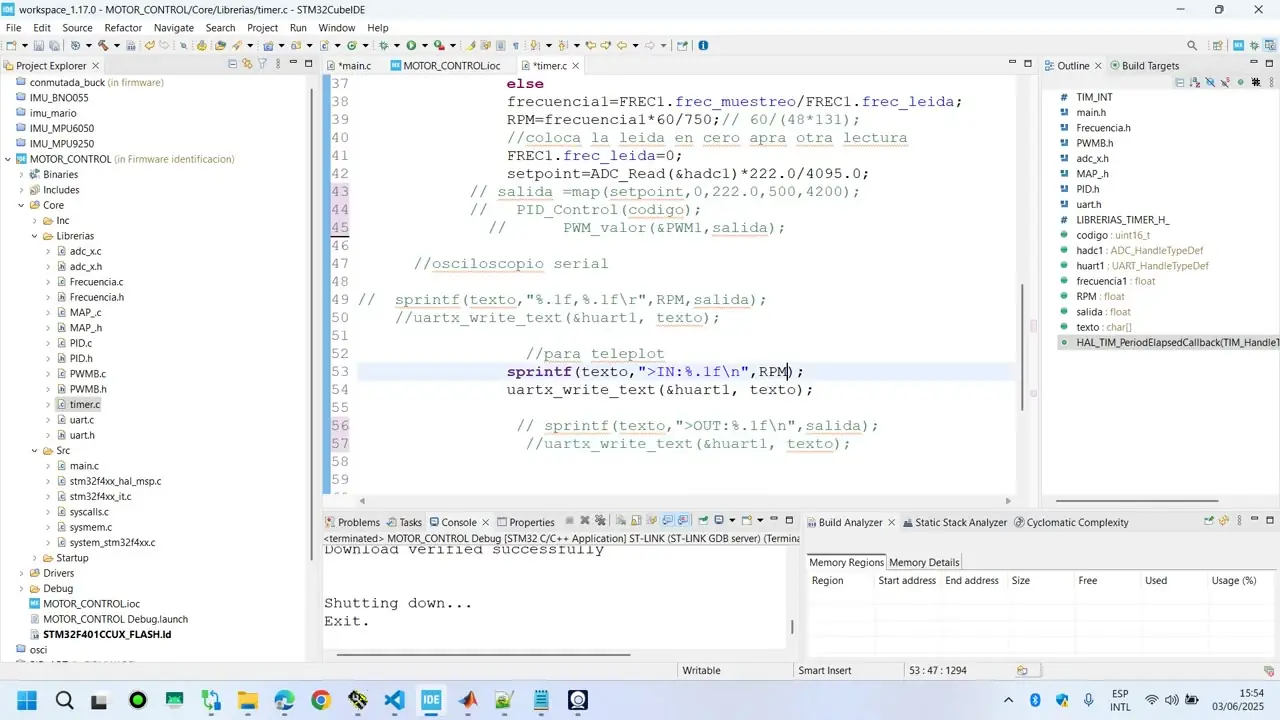 workspace_1.17.0 - MOTOR_CONTROL/Core/Librerias/timer.c - STM32CubeIDE
File Edit Source Refactor Navigate Search Project Run Window Help
Project Explorer
conmutada_buck (in firmware)
IMU_BNO055
imu_mario
IMU_MPU6050
IMU_MPU9250
MOTOR_CONTROL (in Firmware identificacion)
Binaries
Includes
Core
Inc
Librerias
adc_x.c
adc_x.h
Frecuencia.c
Frecuencia.h
MAP_.c
MAP_.h
PID.c
PID.h
PWMB.c
PWMB.h
timer.c
uart.c
uart.h
Src
main.c
stm32f4xx_hal_msp.c
stm32f4xx_it.c
syscalls.c
sysmem.c
system_stm32f4xx.c
Startup
Drivers
Debug
MOTOR_CONTROL.ioc
MOTOR_CONTROL Debug.launch
STM32F401CCUX_FLASH.ld
osci
*main.c MOTOR_CONTROL.ioc *timer.c
37 else
38 frecuencia1=FREC1.frec_muestreo/FREC1.frec_leida;
39 RPM=frecuencia1*60/750;// 60/(48*131);
40 //coloca la leida en cero apra otra lectura
41 FREC1.frec_leida=0;
42 setpoint=ADC_Read(&hadc1)*222.0/4095.0;
43 // salida =map(setpoint,0,222.0,500,4200);
44 // PID_Control(codigo);
45 // PWM_valor(&PWM1,salida);
46
47 //osciloscopio serial
48
49 // sprintf(texto,"%.1f,%.1f\r",RPM,salida);
50 //uartx_write_text(&huart1, texto);
51
52 //para teleplot
53 sprintf(texto,">IN:%.1f\n",RPM);
54 uartx_write_text(&huart1, texto);
55
56 // sprintf(texto,">OUT:%.1f\n",salida);
57 //uartx_write_text(&huart1, texto);
58
59
Outline Build Targets
TIM_INT
main.h
Frecuencia.h
PWMB.h
adc_x.h
MAP_.h
PID.h
uart.h
LIBRERIAS_TIMER_H_
codigo : uint16_t
hadc1 : ADC_HandleTypeDef
huart1 : UART_HandleTypeDef
frecuencia1 : float
RPM : float
salida : float
texto : char[]
HAL_TIM_PeriodElapsedCallback(TIM_HandleT
Problems Tasks Console Properties
<terminated> MOTOR_CONTROL Debug [STM32 C/C++ Application] ST-LINK (ST-LINK GDB server) (Termina
Download verified successfully
Shutting down...
Exit.
Build Analyzer Static Stack Analyzer Cyclomatic Complexity
Memory Regions Memory Details
Region Start address End address Size Free Used Usage (%)
Writable Smart Insert 53 : 47 : 1294
IDE
ESP
INTL
15:54
03/06/2025